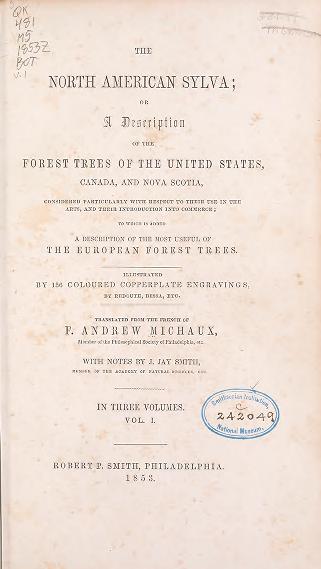 QK
481
M5
1853Z
BOT
v.1
THE
NORTH AMERICAN SYLVA;
OR
A Description
OF THE
FOREST TREES OF THE UNITED STATES,
CANADA, AND NOVA SCOTIA,
CONSIDERED PARTICULARLY WITH RESPECT TO THEIR USE IN THE
ARTS, AND THEIR INTRODUCTION INTO COMMERCE;
TO WHICH IS ADDED
A DESCRIPTION OF THE MOST USEFUL OF
THE EUROPEAN FOREST TREES.
ILLUSTRATED
BY 156 COLOURED COPPERPLATE ENGRAVINGS,
BY REDOUTE, BESSA, ETC.
TRANSLATED FROM THE FRENCH OF
F. ANDREW MICHAUX,
Member of the Philosophical Society of Philadelphia, etc.
WITH NOTES BY J. JAY SMITH,
MEMBER OF THE ACADEMY OF NATURAL SCIENCES, ETC.
IN THREE VOLUMES.
VOL. I.
Smithsonian Institution
242049
National Museum
ROBERT P. SMITH, PHILADELPHIA.
1853.